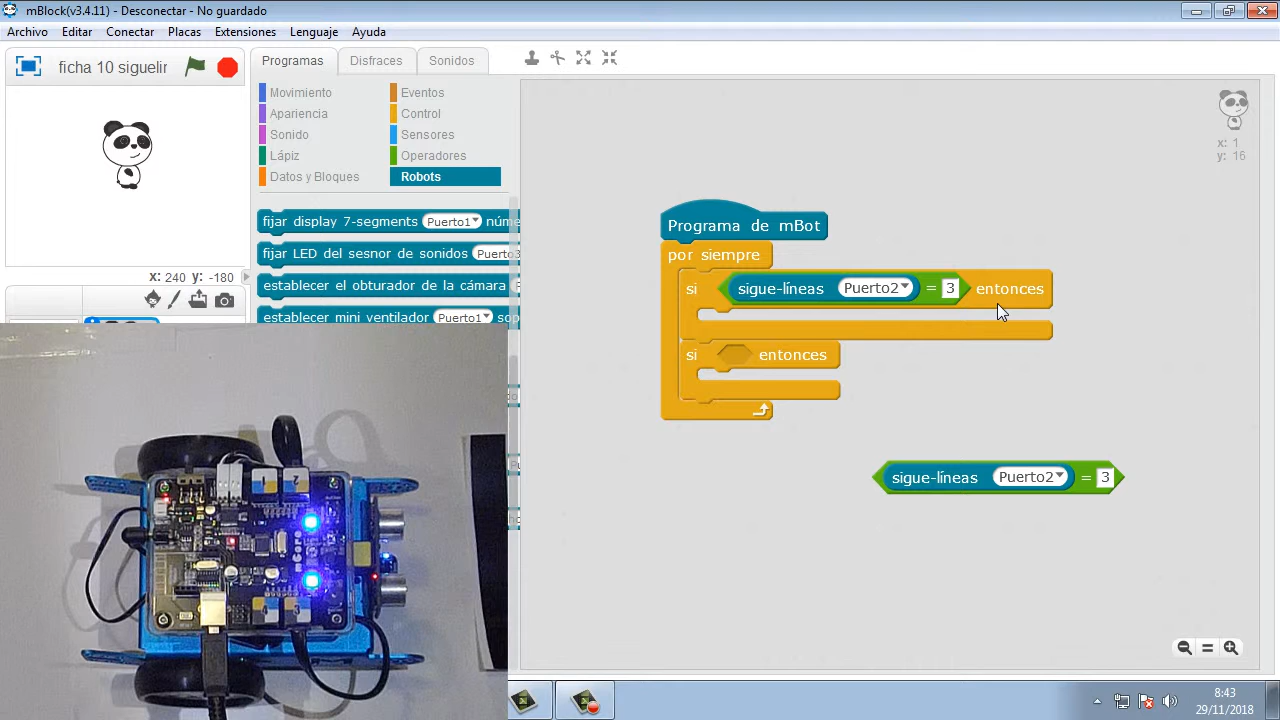 mBlock(v3.4.11) - Desconectar - No guardado
Archivo Editar Conectar Placas Extensiones Lenguaje Ayuda
ficha 10 siguelir
Programas Disfraces Sonidos
Movimiento Eventos
Apariencia Control
Sonido Sensores
Lápiz Operadores
Datos y Bloques Robots
fijar display 7-segments Puerto1 núme
fijar LED del sesnor de sonidos Puerto3
establecer el obturador de la cámara
establecer mini ventilador Puerto1 sop
x: 240 y: -180
x: 1
y: 16
Programa de mBot
por siempre
si sigue-líneas Puerto2 = 3 entonces
si entonces
sigue-líneas Puerto2 = 3
1 2
8:43
29/11/2018